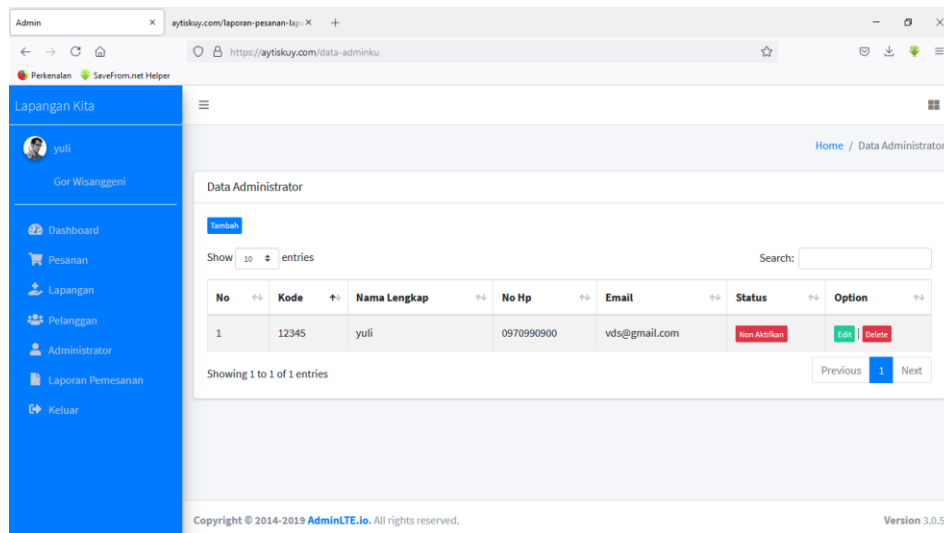 Admin
aytiskuy.com/laporan-pesanan-lap
https://aytiskuy.com/data-adminku
Perkenalan SaveFrom.net Helper
Lapangan Kita
yuli
Gor Wisanggeni
Dashboard
Pesanan
Lapangan
Pelanggan
Administrator
Laporan Pemesanan
Keluar
Home / Data Administrator
Data Administrator
Tambah
Show 10 entries
Search:
No Kode Nama Lengkap No Hp Email Status Option
1 12345 yuli 0970990900 vds@gmail.com Non Aktifkan Edit | Delete
Showing 1 to 1 of 1 entries
Previous 1 Next
Copyright © 2014-2019 AdminLTE.io. All rights reserved.
Version 3.0.5